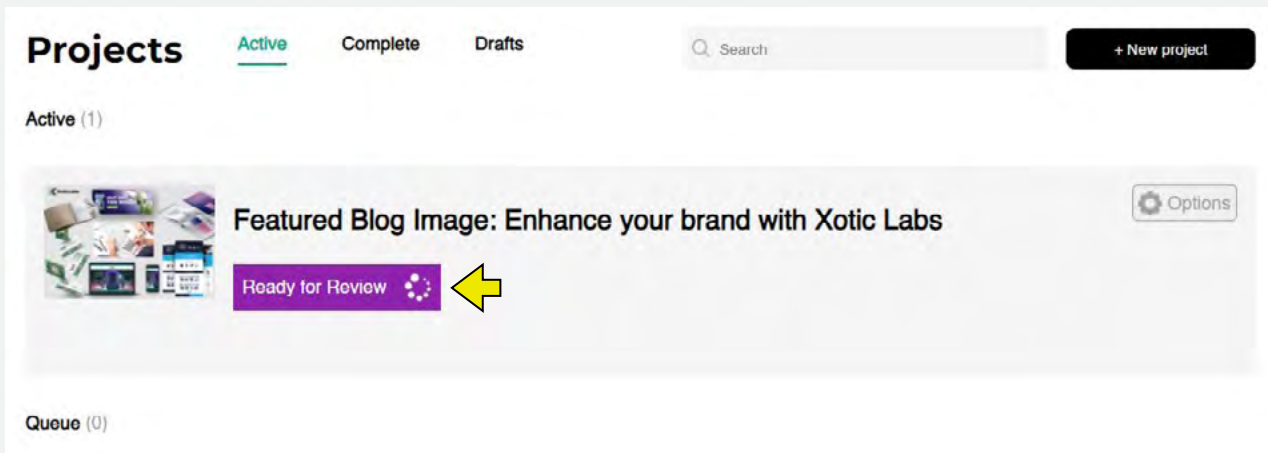 Projects
Active
Complete
Drafts
Search
+ New project
Active (1)
Featured Blog Image: Enhance your brand with Xotic Labs
Options
Ready for Review
Queue (0)